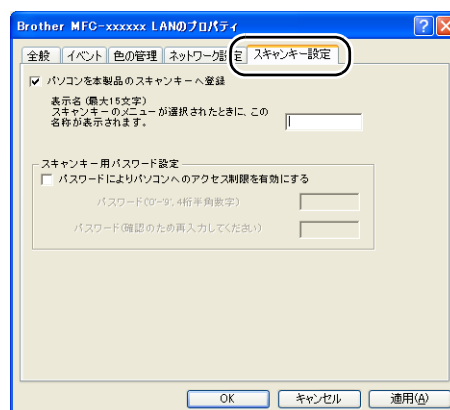 Brother MFC-xxxxxx LANのプロパティ
全般 イベント 色の管理 ネットワーク設定 スキャンキー設定
パソコンを本製品のスキャンキーへ登録
表示名（最大15文字）
スキャンキーのメニューが選択されたときに、この
名称が表示されます。
スキャンキー用パスワード設定
パスワードによりパソコンへのアクセス制限を有効にする
パスワード('0'-'9', 4桁半角数字)
パスワード(確認のため再入力してください)
OK キャンセル 適用(A)